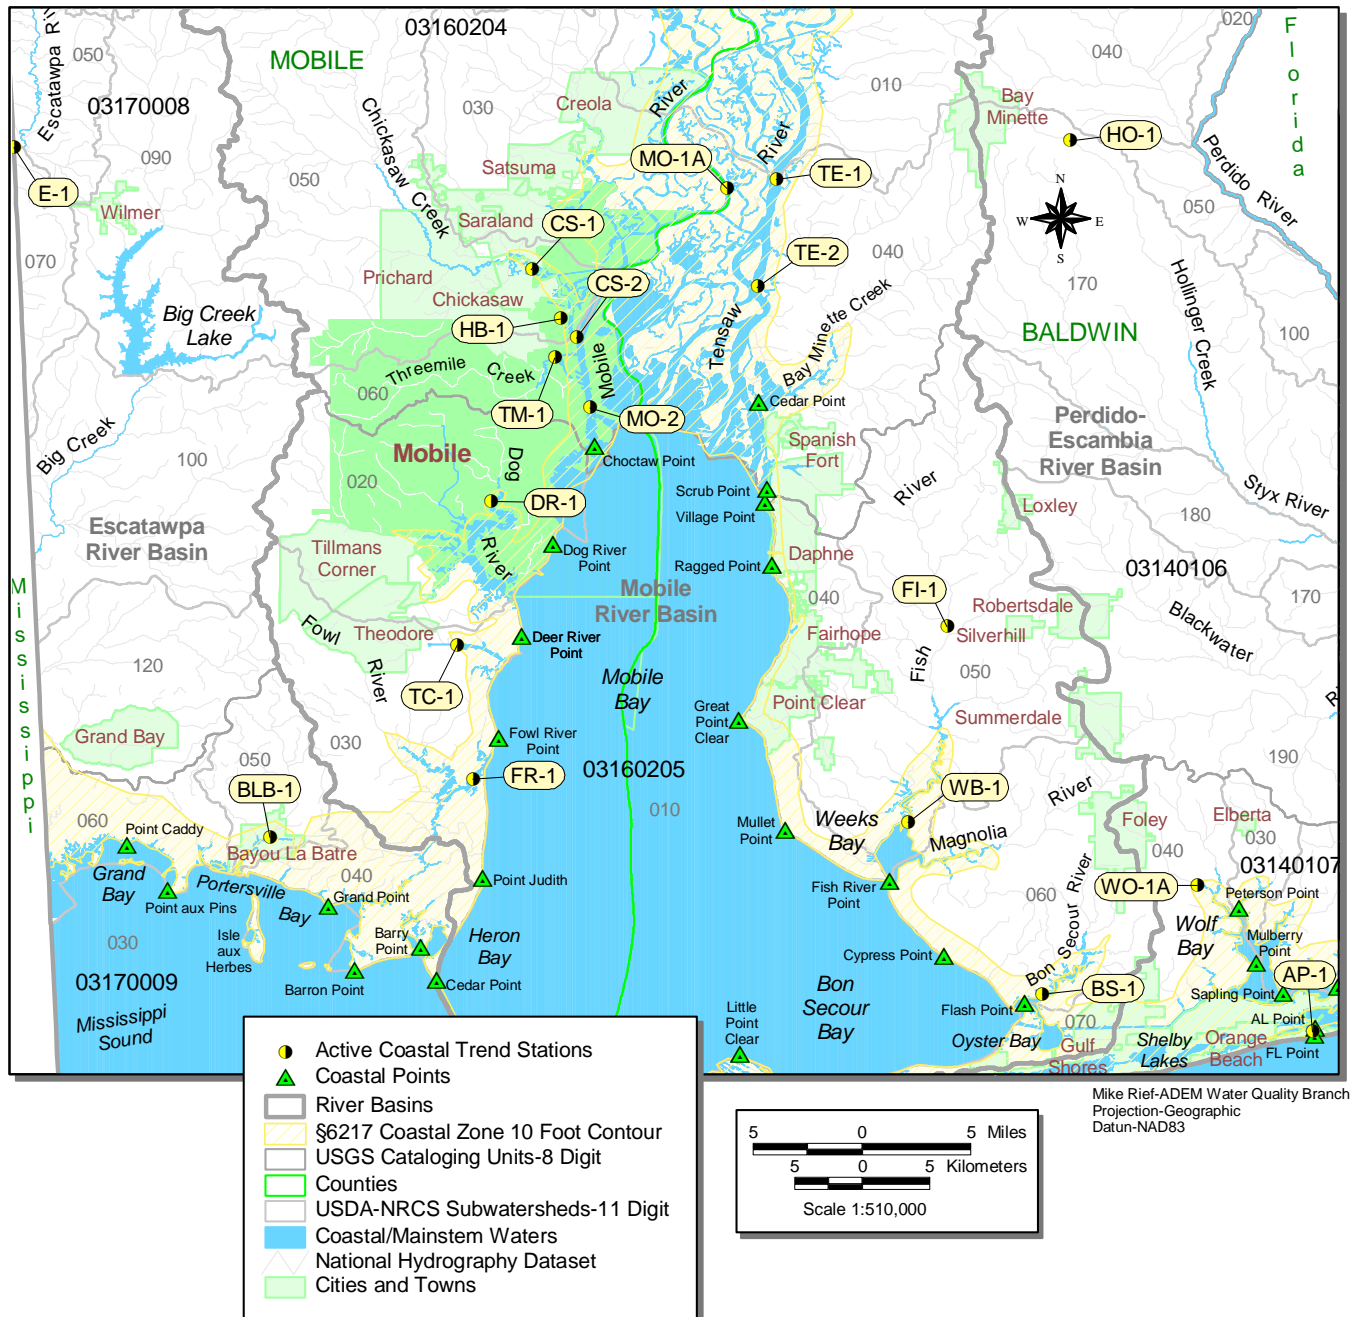 03160204
020
Escatawpa Ri
050
MOBILE
040
Florida
03170008
Chickasaw Creek
030
Creola
River
010
Bay
Minette
HO-1
090
MO-1A
River
E-1
050
Satsuma
TE-1
Perdido River
Wilmer
Saraland
CS-1
N
W E
S
050
070
Prichard
CS-2
TE-2
040
170
Hollinger Creek
Big Creek
Lake
Chickasaw
HB-1
Mobile
Tensaw
Bay Minette Creek
BALDWIN
100
Threemile Creek
060
TM-1
MO-2
Cedar Point
Perdido-
Escambia
River Basin
Big Creek
100
Mobile
Dog
Choctaw Point
Spanish
Fort
River
020
DR-1
Scrub Point
Village Point
Loxley
Styx River
Escatawpa
River Basin
180
Tillmans
Corner
River
Dog River
Point
Ragged Point
Daphne
Mississippi
Mobile
River Basin
040
FI-1
03140106
Robertsdale
170
Fowl
River
Theodore
Deer River
Point
Fairhope
Silverhill
Blackwater
120
TC-1
Mobile
Bay
Fish
050
Ri
Grand Bay
030
Fowl River
Point
Great
Point
Clear
Point Clear
Summerdale
050
FR-1
03160205
190
BLB-1
010
WB-1
River
060
Point Caddy
Mullet
Point
Weeks
Bay
Magnolia
Foley
Elberta
030
Bayou La Batre
040
03140107
Grand
Bay
Portersville
Bay
040
Point Judith
Fish River
Point
WO-1A
Peterson Point
Point aux Pins
Grand Point
060
Bon Secour River
Wolf
Bay
Mulberry
Point
030
Isle
aux
Herbes
Barry
Point
Heron
Bay
Cypress Point
AP-1
03170009
Barron Point
Cedar Point
Bon
Secour
Bay
BS-1
Sapling Point
Mississippi
Sound
Little
Point
Clear
Flash Point
070
AL Point
Oyster Bay
Gulf
Shores
Shelby
Lakes
Orange
Beach
FL Point
Active Coastal Trend Stations
Coastal Points
River Basins
§6217 Coastal Zone 10 Foot Contour
USGS Cataloging Units-8 Digit
Counties
USDA-NRCS Subwatersheds-11 Digit
Coastal/Mainstem Waters
National Hydrography Dataset
Cities and Towns
Mike Rief-ADEM Water Quality Branch
Projection-Geographic
Datun-NAD83
5 0 5 Miles
5 0 5 Kilometers
Scale 1:510,000